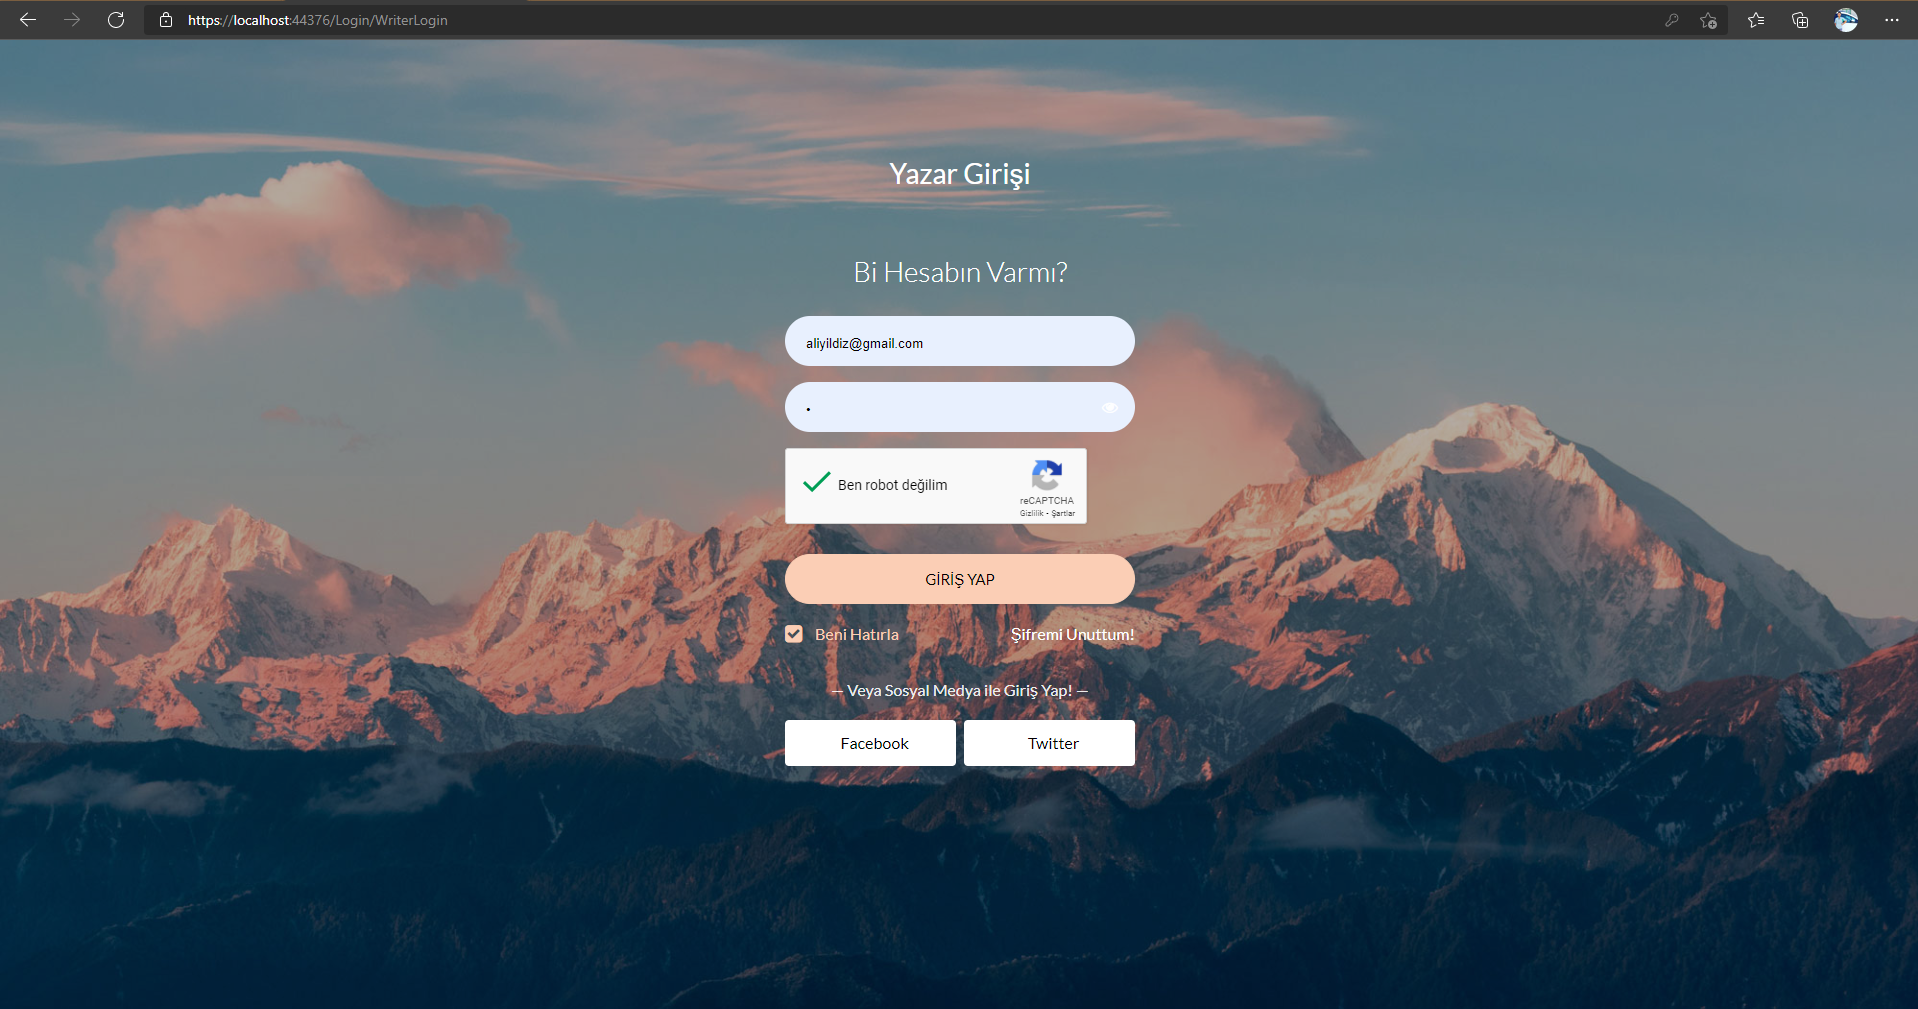 https://localhost:44376/Login/WriterLogin
Yazar Girişi
Bi Hesabın Varmı?
aliyildiz@gmail.com
•
Ben robot değilim
reCAPTCHA
Gizlilik - Şartlar
GİRİŞ YAP
Beni Hatırla
Şifremi Unuttum!
— Veya Sosyal Medya ile Giriş Yap! —
Facebook
Twitter